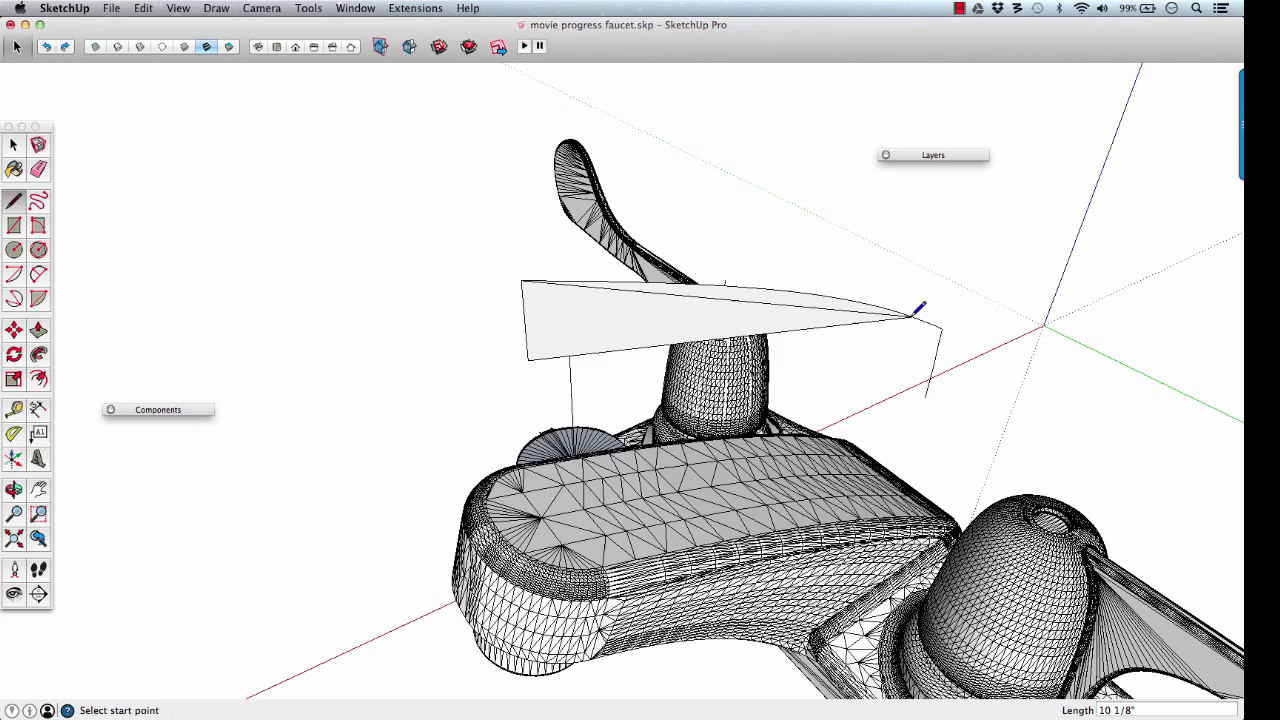 SketchUp File Edit View Draw Camera Tools Window Extensions Help
99%
movie progress faucet.skp – SketchUp Pro
Layers
Components
A1
Select start point
Length 10 1/8"